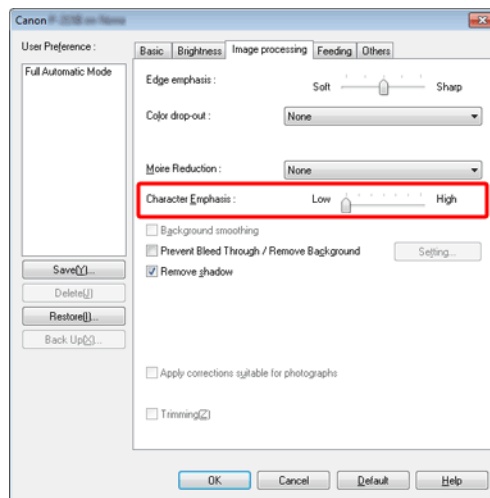 Canon
User Preference :
Full Automatic Mode
Save(Y)...
Delete(J)
Restore(I)...
Back Up(X)...
Basic Brightness Image processing Feeding Others
Edge emphasis : Soft Sharp
Color drop-out : None
Moire Reduction : None
Character Emphasis : Low High
Background smoothing
Prevent Bleed Through / Remove Background Setting...
Remove shadow
Apply corrections suitable for photographs
Trimming(Z)
OK Cancel Default Help